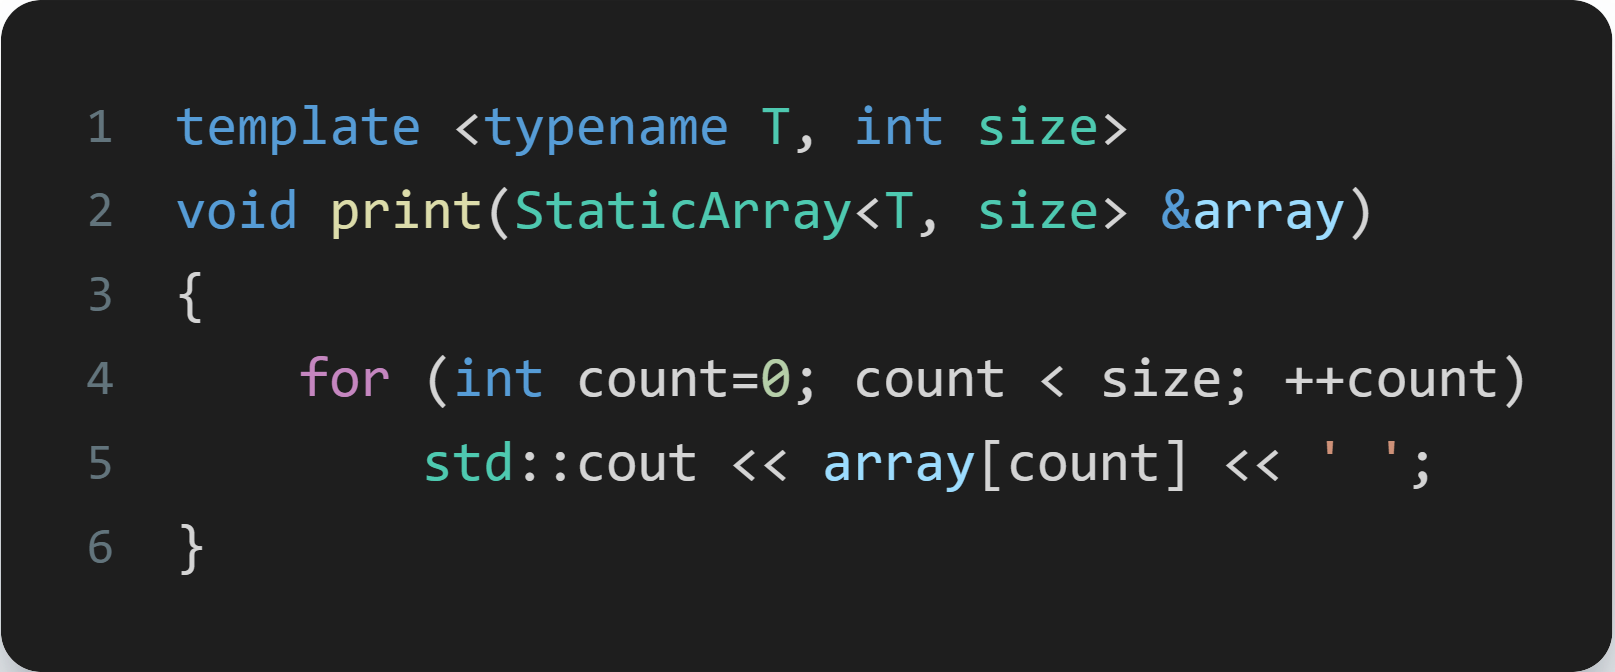 1 template <typename T, int size>
2 void print(StaticArray<T, size> &array)
3 {
4     for (int count=0; count < size; ++count)
5         std::cout << array[count] << ' ';
6 }